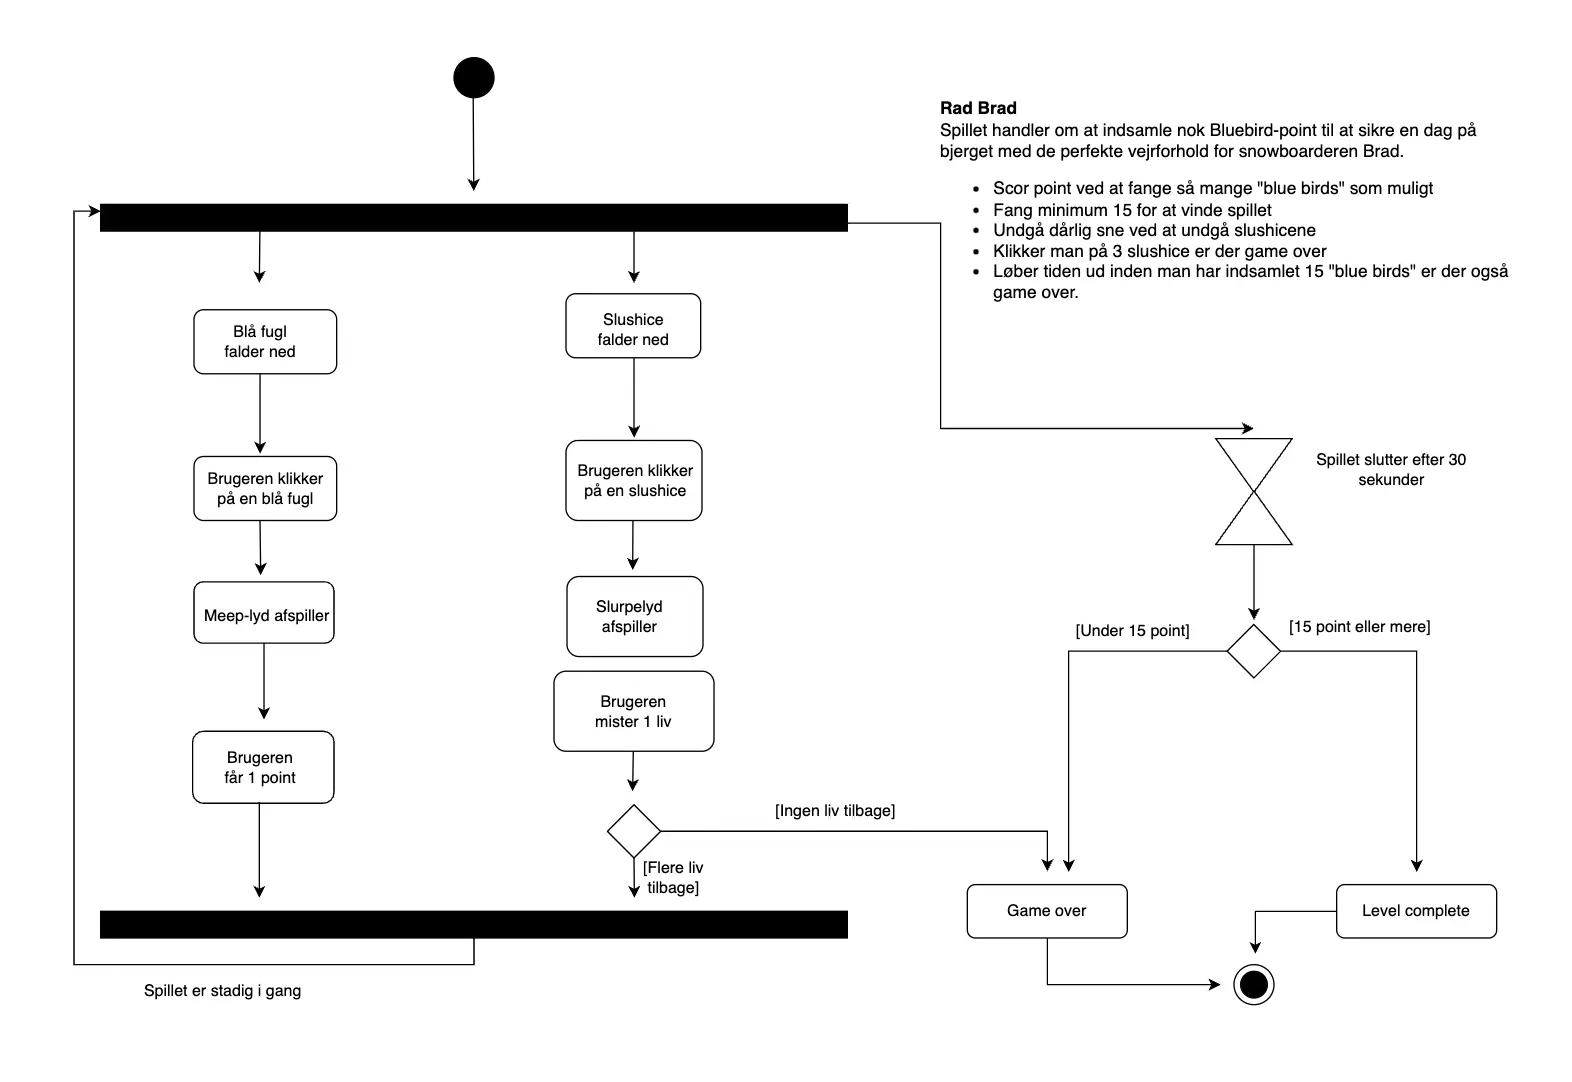 Rad Brad
Spillet handler om at indsamle nok Bluebird-point til at sikre en dag på
bjerget med de perfekte vejrforhold for snowboarderen Brad.
• Scor point ved at fange så mange "blue birds" som muligt
• Fang minimum 15 for at vinde spillet
• Undgå dårlig sne ved at undgå slushicene
• Klikker man på 3 slushice er der game over
• Løber tiden ud inden man har indsamlet 15 "blue birds" er der også
game over.
Blå fugl
falder ned
Brugeren klikker
på en blå fugl
Meep-lyd afspiller
Brugeren
får 1 point
Slushice
falder ned
Brugeren klikker
på en slushice
Slurpelyd
afspiller
Brugeren
mister 1 liv
[Ingen liv tilbage]
[Flere liv
tilbage]
Spillet er stadig i gang
Spillet slutter efter 30
sekunder
[Under 15 point]
[15 point eller mere]
Game over
Level complete